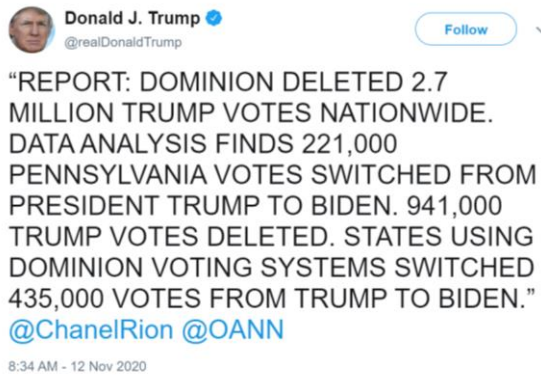 Donald J. Trump
@realDonaldTrump
Follow
“REPORT: DOMINION DELETED 2.7
MILLION TRUMP VOTES NATIONWIDE.
DATA ANALYSIS FINDS 221,000
PENNSYLVANIA VOTES SWITCHED FROM
PRESIDENT TRUMP TO BIDEN. 941,000
TRUMP VOTES DELETED. STATES USING
DOMINION VOTING SYSTEMS SWITCHED
435,000 VOTES FROM TRUMP TO BIDEN.”
@ChanelRion @OANN
8:34 AM - 12 Nov 2020